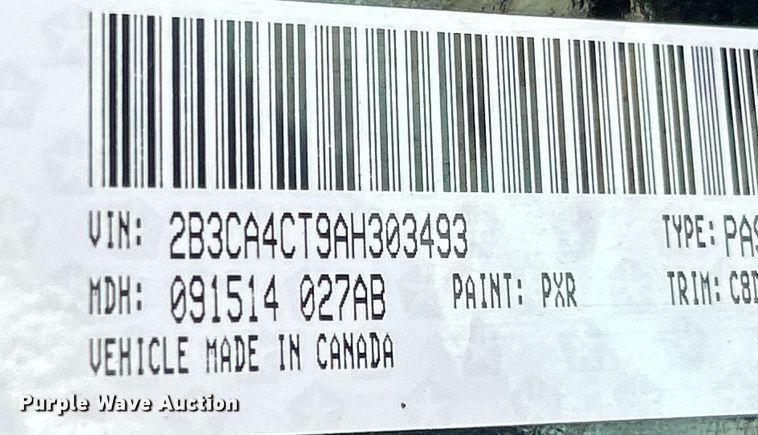 VIN: 2B3CA4CT9AH303493 TYPE: PAS
MDH: 091514 027AB PAINT: PXR TRIM: C8D
VEHICLE MADE IN CANADA
Purple Wave Auction